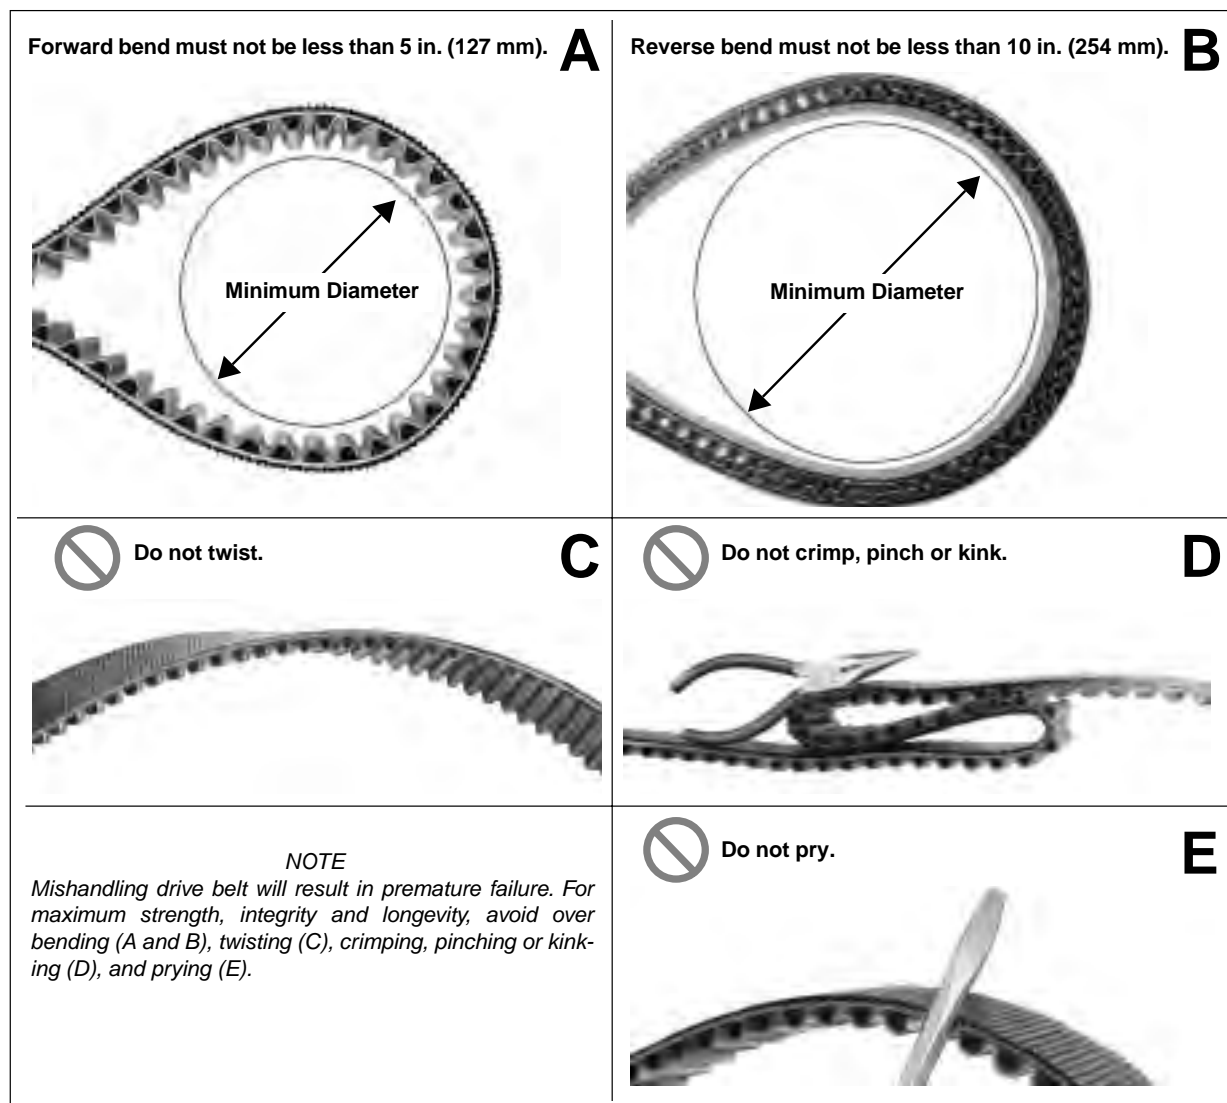 Forward bend must not be less than 5 in. (127 mm).
A
Minimum Diameter
Reverse bend must not be less than 10 in. (254 mm).
B
Minimum Diameter
Do not twist.
C
Do not crimp, pinch or kink.
D
NOTE
Mishandling drive belt will result in premature failure. For
maximum strength, integrity and longevity, avoid over
bending (A and B), twisting (C), crimping, pinching or kink-
ing (D), and prying (E).
Do not pry.
E